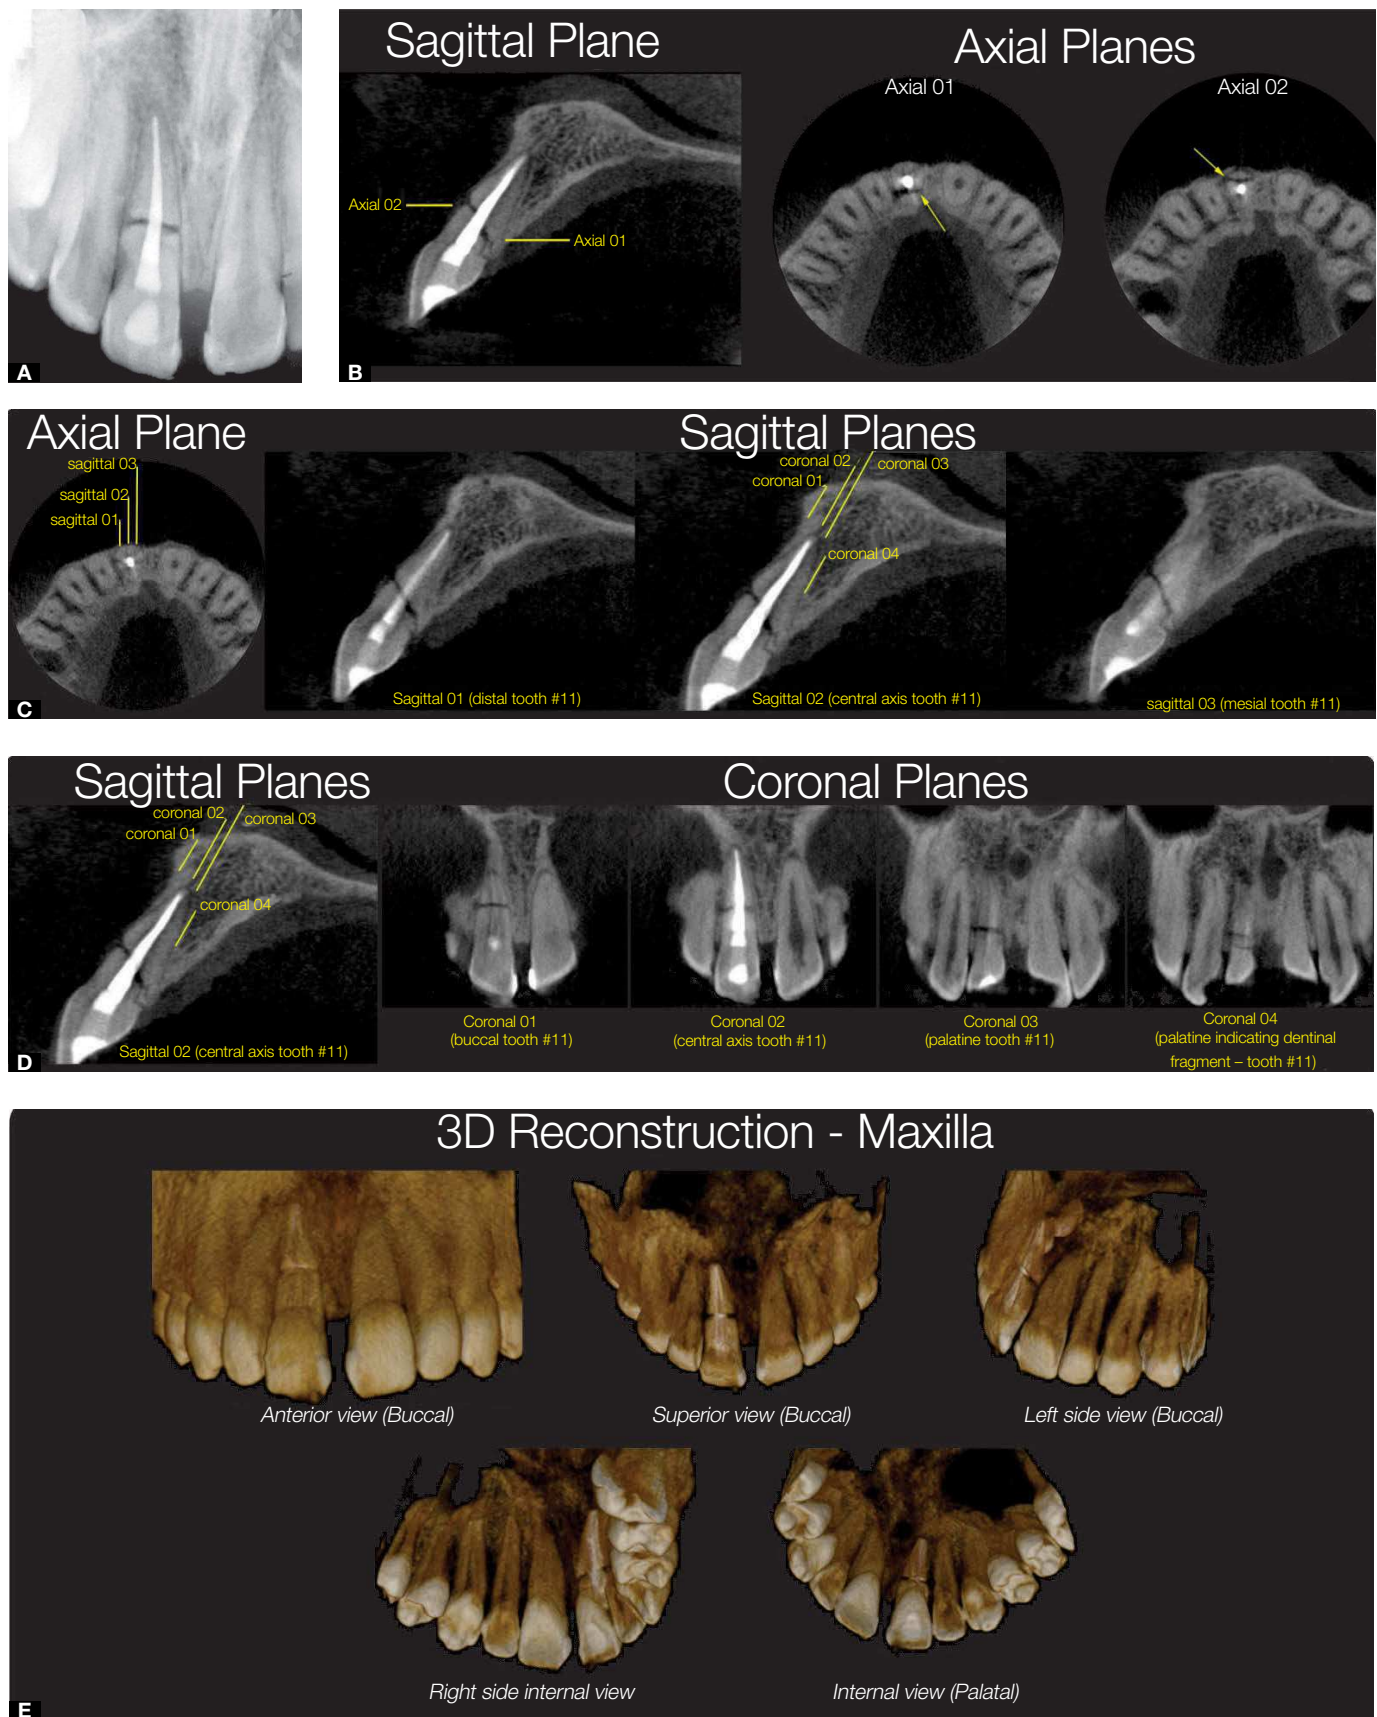 A
Sagittal Plane
Axial Planes
Axial 01
Axial 02
Axial 02
Axial 01
B
Axial Plane
Sagittal Planes
sagittal 03
sagittal 02
sagittal 01
coronal 02
coronal 03
coronal 01
coronal 04
Sagittal 01 (distal tooth #11)
Sagittal 02 (central axis tooth #11)
sagittal 03 (mesial tooth #11)
C
Sagittal Planes
Coronal Planes
coronal 02
coronal 03
coronal 01
coronal 04
Sagittal 02 (central axis tooth #11)
Coronal 01
(buccal tooth #11)
Coronal 02
(central axis tooth #11)
Coronal 03
(palatine tooth #11)
Coronal 04
(palatine indicating dentinal
fragment – tooth #11)
D
3D Reconstruction - Maxilla
Anterior view (Buccal)
Superior view (Buccal)
Left side view (Buccal)
Right side internal view
Internal view (Palatal)
E